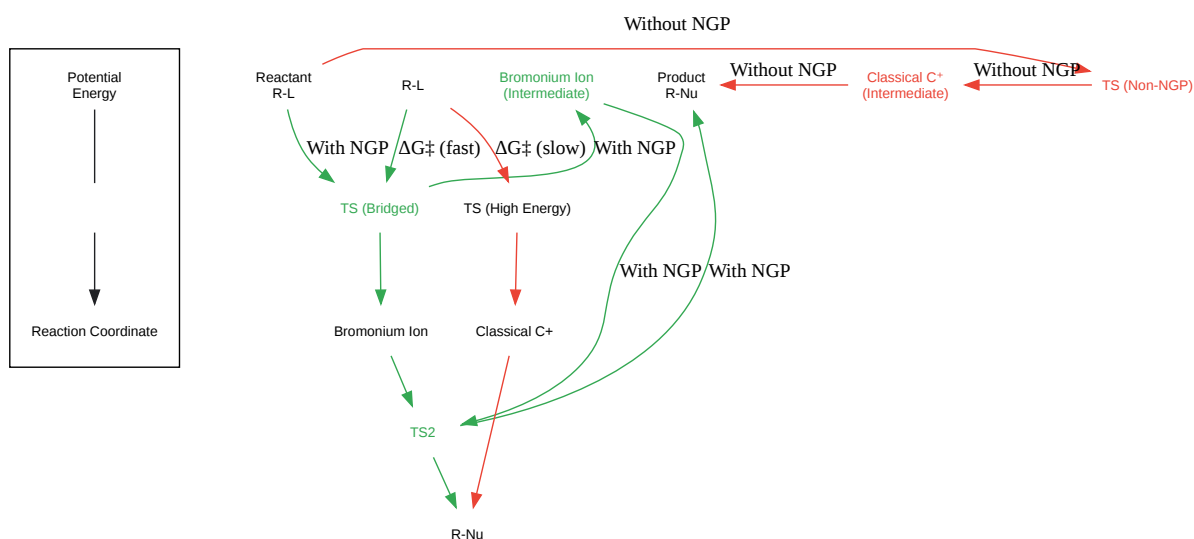 Without NGP
Potential
Energy
Reactant
R-L
R-L
Bromonium Ion
(Intermediate)
Product
R-Nu
Without NGP
Classical C⁺
(Intermediate)
Without NGP
TS (Non-NGP)
With NGP
ΔG‡ (fast)
ΔG‡ (slow)
With NGP
TS (Bridged)
TS (High Energy)
With NGP
With NGP
Reaction Coordinate
Bromonium Ion
Classical C+
TS2
R-Nu